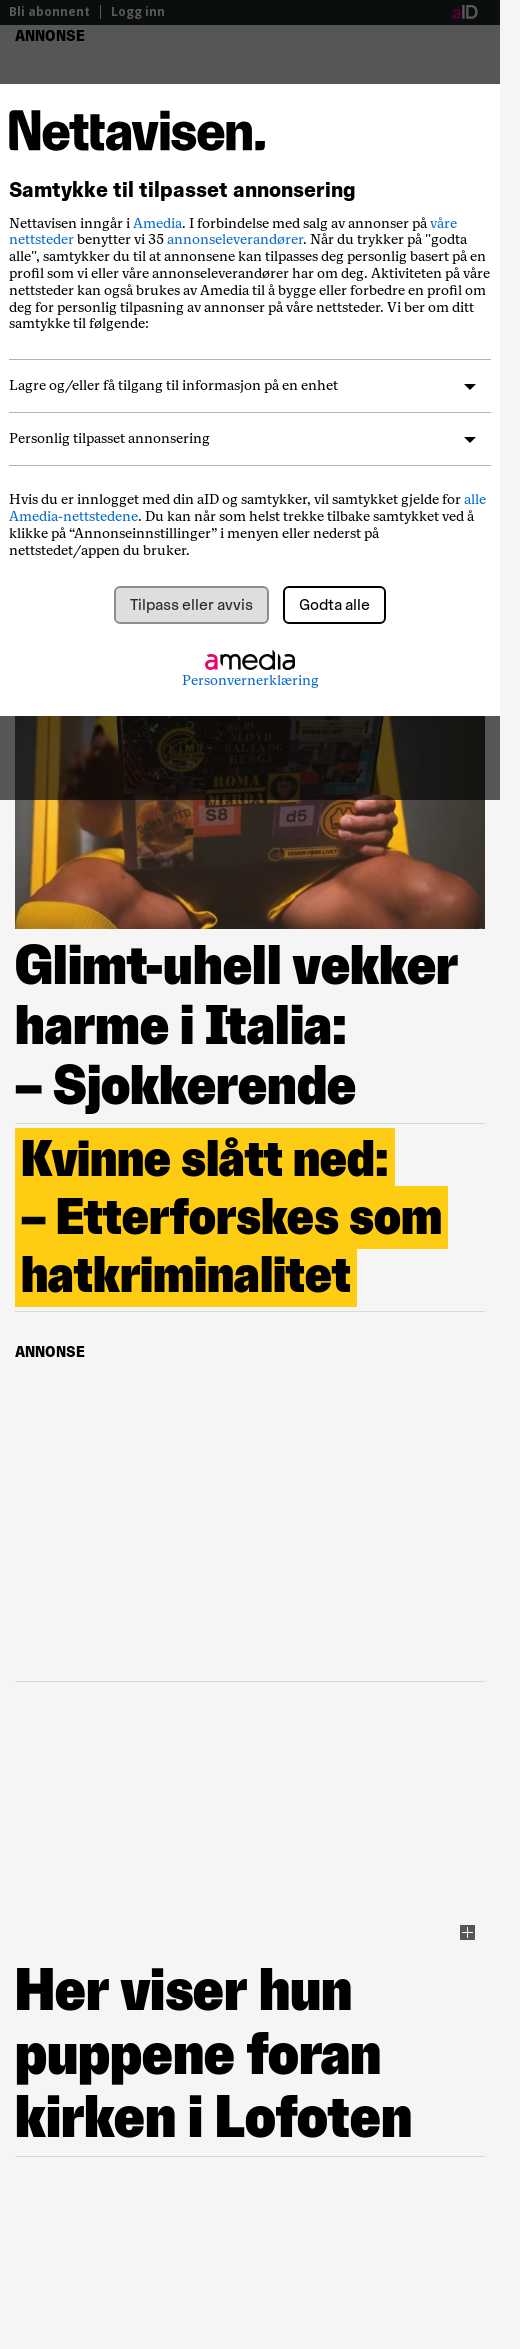 Bli abonnent
Logg inn
aID
ANNONSE
Nettavisen.
Samtykke til tilpasset annonsering
Nettavisen inngår i Amedia. I forbindelse med salg av annonser på våre
nettsteder benytter vi 35 annonseleverandører. Når du trykker på "godta
alle", samtykker du til at annonsene kan tilpasses deg personlig basert på en
profil som vi eller våre annonseleverandører har om deg. Aktiviteten på våre
nettsteder kan også brukes av Amedia til å bygge eller forbedre en profil om
deg for personlig tilpasning av annonser på våre nettsteder. Vi ber om ditt
samtykke til følgende:
Lagre og/eller få tilgang til informasjon på en enhet
Personlig tilpasset annonsering
Hvis du er innlogget med din aID og samtykker, vil samtykket gjelde for alle
Amedia-nettstedene. Du kan når som helst trekke tilbake samtykket ved å
klikke på “Annonseinnstillinger” i menyen eller nederst på
nettstedet/appen du bruker.
Tilpass eller avvis
Godta alle
amedia
Personvernerklæring
SALTA OG
HENGT
ROMA
MERDA
S8
d5
Glimt-uhell vekker
harme i Italia:
– Sjokkerende
Kvinne slått ned:
– Etterforskes som
hatkriminalitet
ANNONSE
Her viser hun
puppene foran
kirken i Lofoten